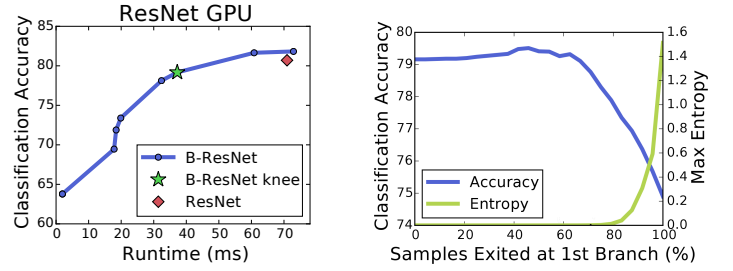 ResNet GPU
Classification Accuracy
85
80
75
70
65
60
B-ResNet
B-ResNet knee
ResNet
0 10 20 30 40 50 60 70
Runtime (ms)
Classification Accuracy
80
79
78
77
76
75
74
Accuracy
Entropy
1.6
1.4
1.2
1.0
0.8
0.6
0.4
0.2
0.0
Max Entropy
0 20 40 60 80 100
Samples Exited at 1st Branch (%)